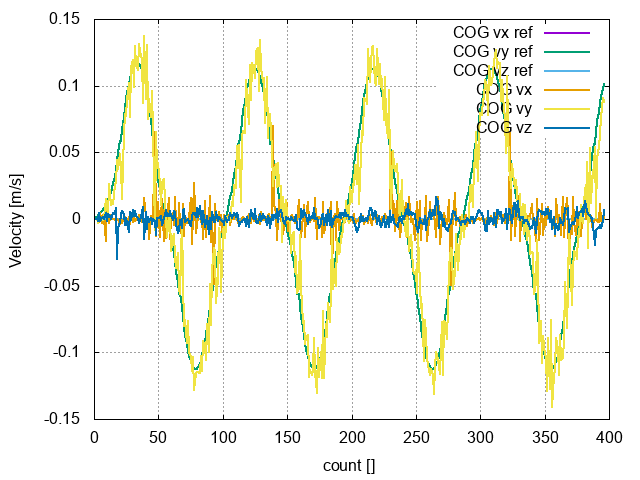 0.15
0.1
0.05
0
-0.05
-0.1
-0.15
0
50
100
150
200
250
300
350
400
Velocity [m/s]
count []
COG vx ref
COG vy ref
COG vz ref
COG vx
COG vy
COG vz